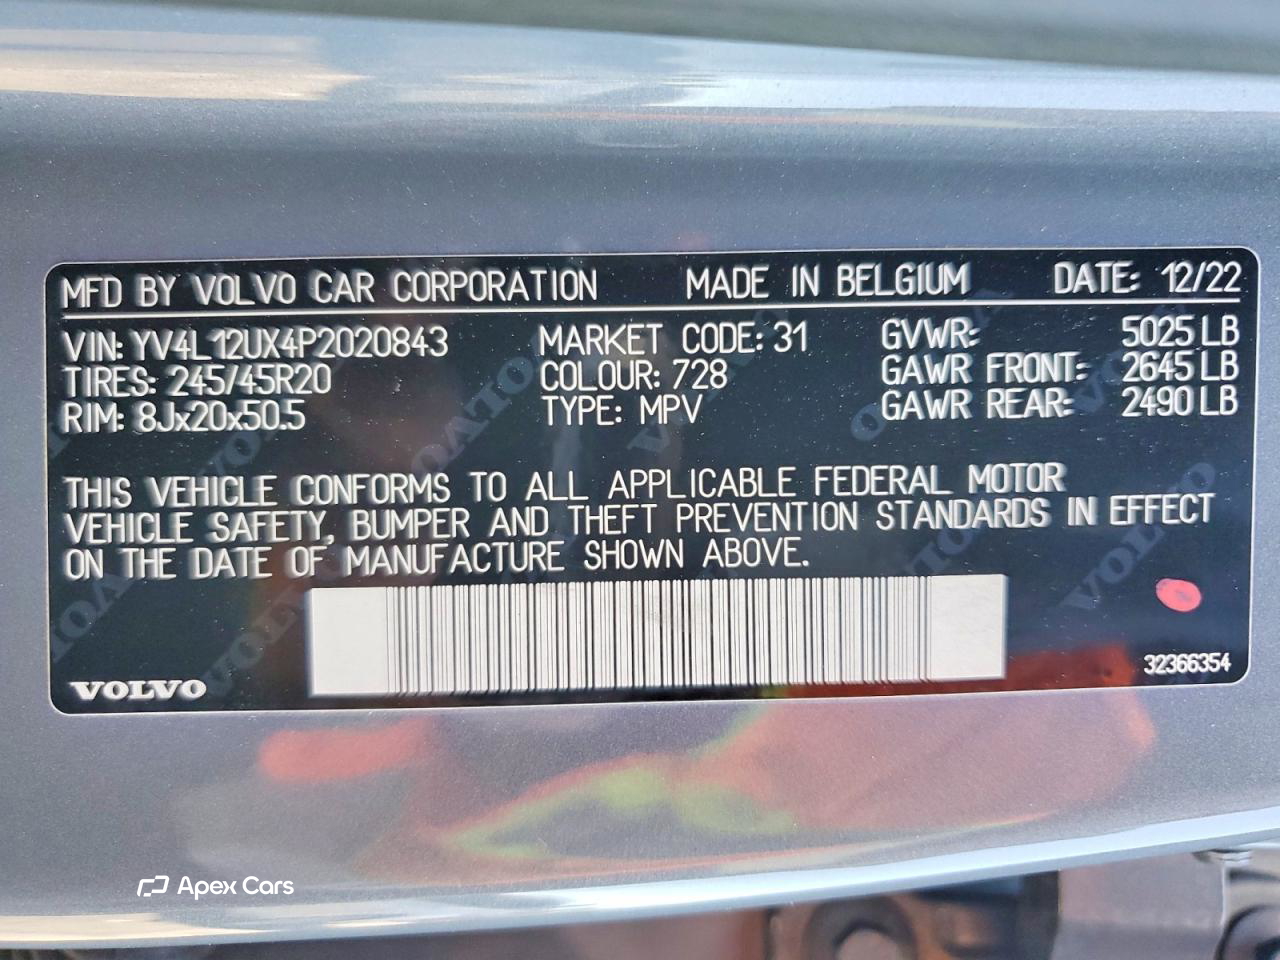 MFD BY VOLVO CAR CORPORATION MADE IN BELGIUM DATE: 12/22
VIN: YV4L12UX4P2020843 MARKET CODE: 31 GVWR: 5025 LB
TIRES: 245/45R20 COLOUR: 728 GAWR FRONT: 2645 LB
RIM: 8Jx20x50.5 TYPE: MPV GAWR REAR: 2490 LB
THIS VEHICLE CONFORMS TO ALL APPLICABLE FEDERAL MOTOR
VEHICLE SAFETY, BUMPER AND THEFT PREVENTION STANDARDS IN EFFECT
ON THE DATE OF MANUFACTURE SHOWN ABOVE.
32366354
VOLVO
Apex Cars